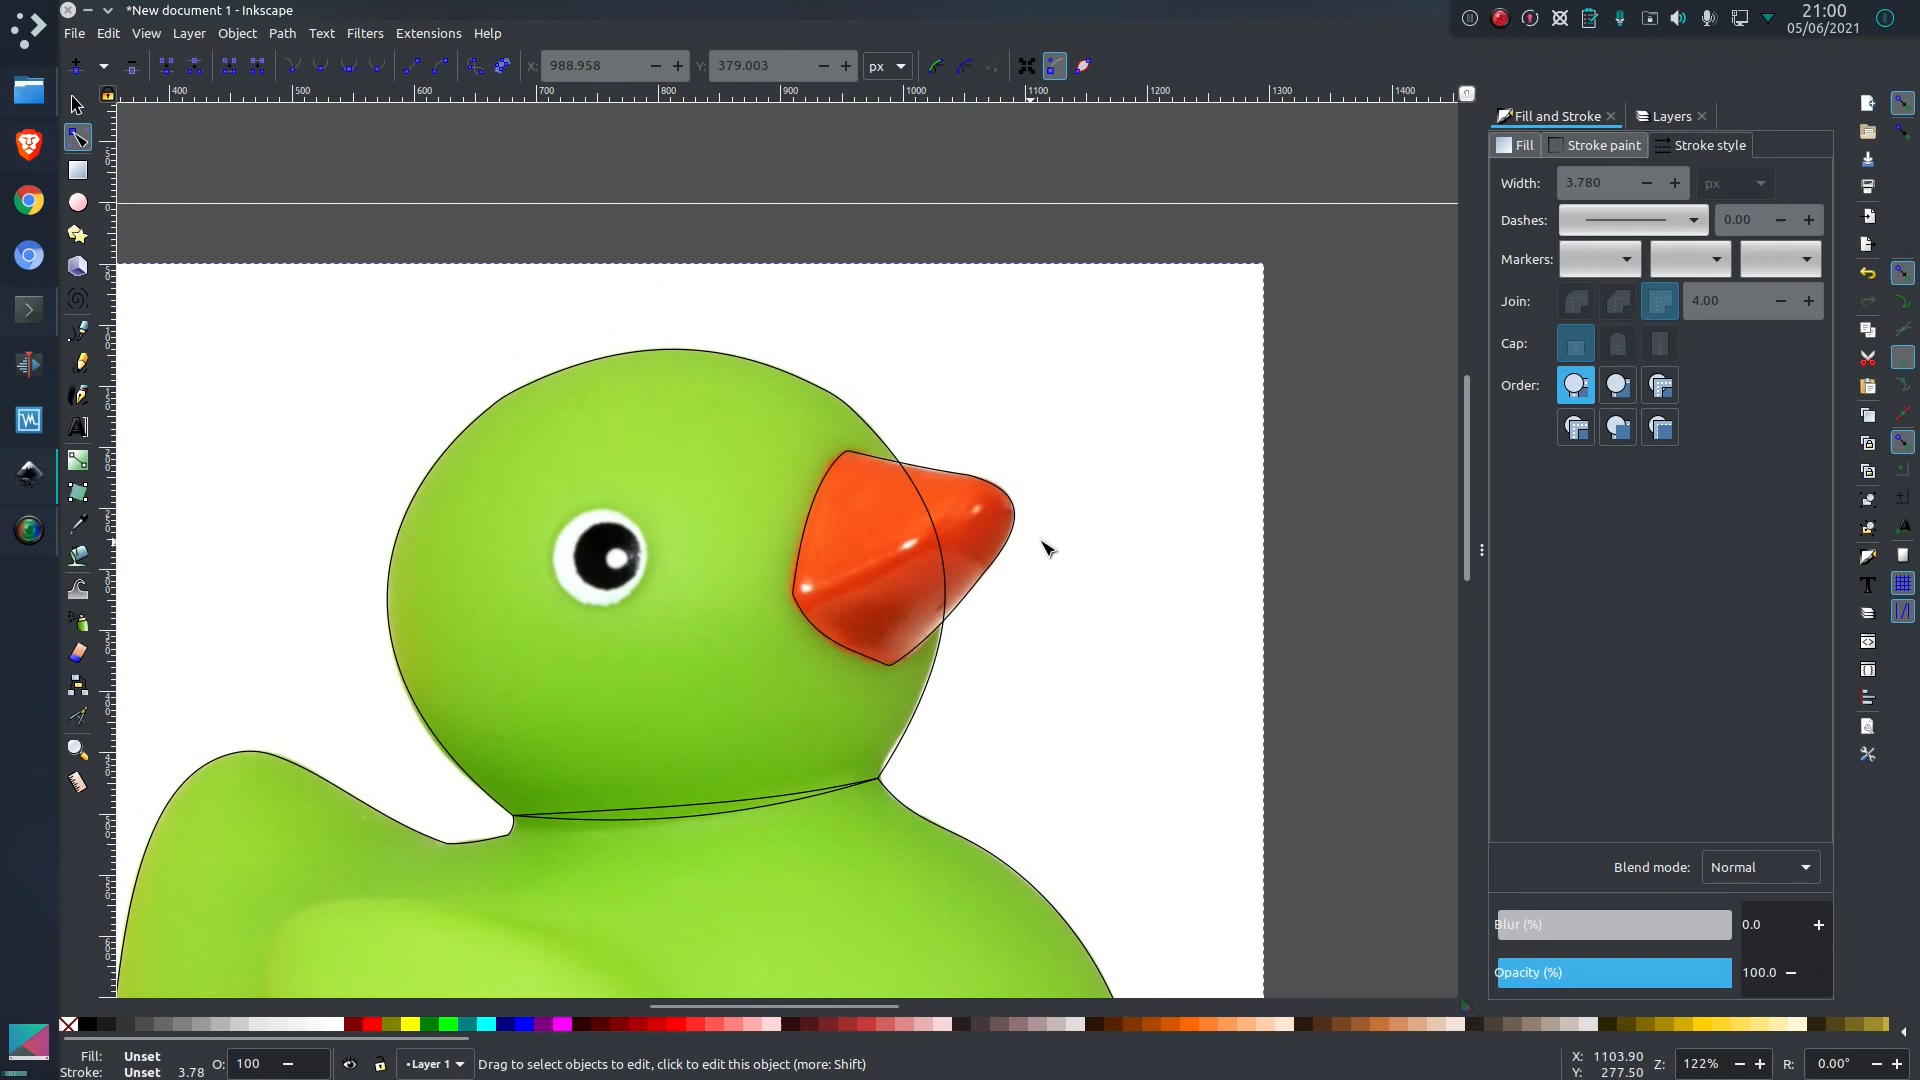 *New document 1 - Inkscape
21:00
05/06/2021
File Edit View Layer Object Path Text Filters Extensions Help
X: 988.958 Y: 379.003 px
400 500 600 700 800 900 1000 1100 1200 1300 1400
Fill and Stroke Layers
Fill Stroke paint Stroke style
Width: 3.780 px
Dashes: 0.00
Markers:
Join: 4.00
Cap:
Order:
Blend mode: Normal
Blur (%) 0.0
Opacity (%) 100.0
Fill: Unset
Stroke: Unset 3.78
O: 100
•Layer 1
Drag to select objects to edit, click to edit this object (more: Shift)
X: 1103.90
Y: 277.50
Z: 122%
R: 0.00°